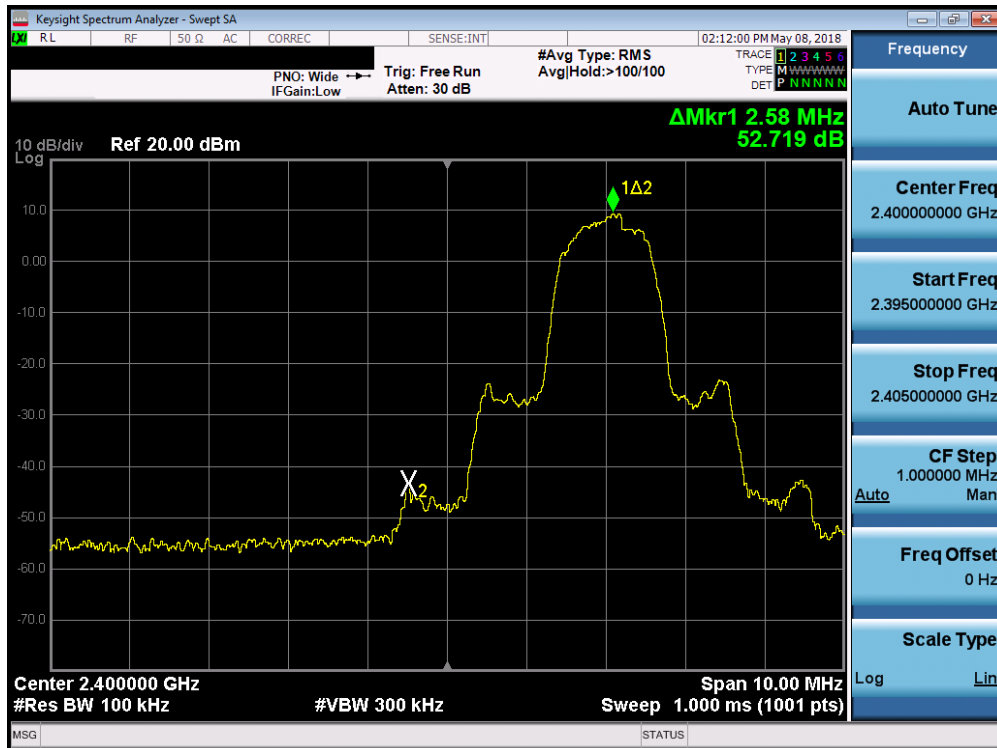 Keysight Spectrum Analyzer - Swept SA
LXI RL RF 50 Ω AC CORREC SENSE:INT 02:12:00 PM May 08, 2018
Frequency
PNO: Wide
IFGain:Low
Trig: Free Run
Atten: 30 dB
#Avg Type: RMS
Avg|Hold:>100/100
TRACE 1 2 3 4 5 6
TYPE M WWWWW
DET P N N N N N
Auto Tune
ΔMkr1 2.58 MHz
52.719 dB
10 dB/div
Log
Ref 20.00 dBm
1Δ2
X2
10.0
0.00
-10.0
-20.0
-30.0
-40.0
-50.0
-60.0
-70.0
Center Freq
2.400000000 GHz
Start Freq
2.395000000 GHz
Stop Freq
2.405000000 GHz
CF Step
1.000000 MHz
Auto Man
Freq Offset
0 Hz
Scale Type
Log Lin
Center 2.400000 GHz
Span 10.00 MHz
#Res BW 100 kHz
#VBW 300 kHz
Sweep 1.000 ms (1001 pts)
MSG
STATUS